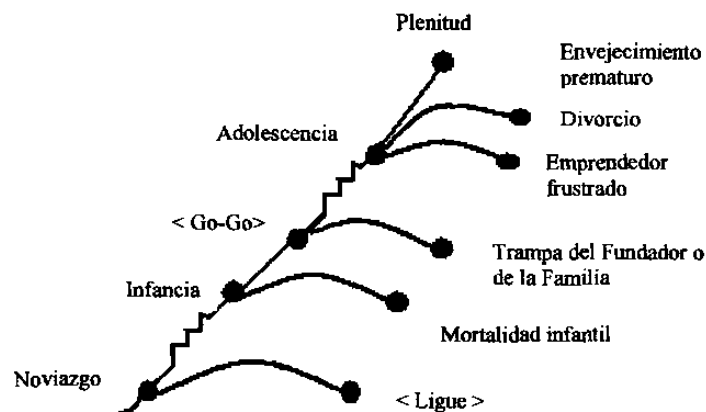 Plenitud
Envejecimiento
prematuro
Divorcio
Adolescencia
Emprendedor
frustrado
< Go-Go>
Trampa del Fundador o
de la Familia
Infancia
Mortalidad infantil
Noviazgo
< Ligue >